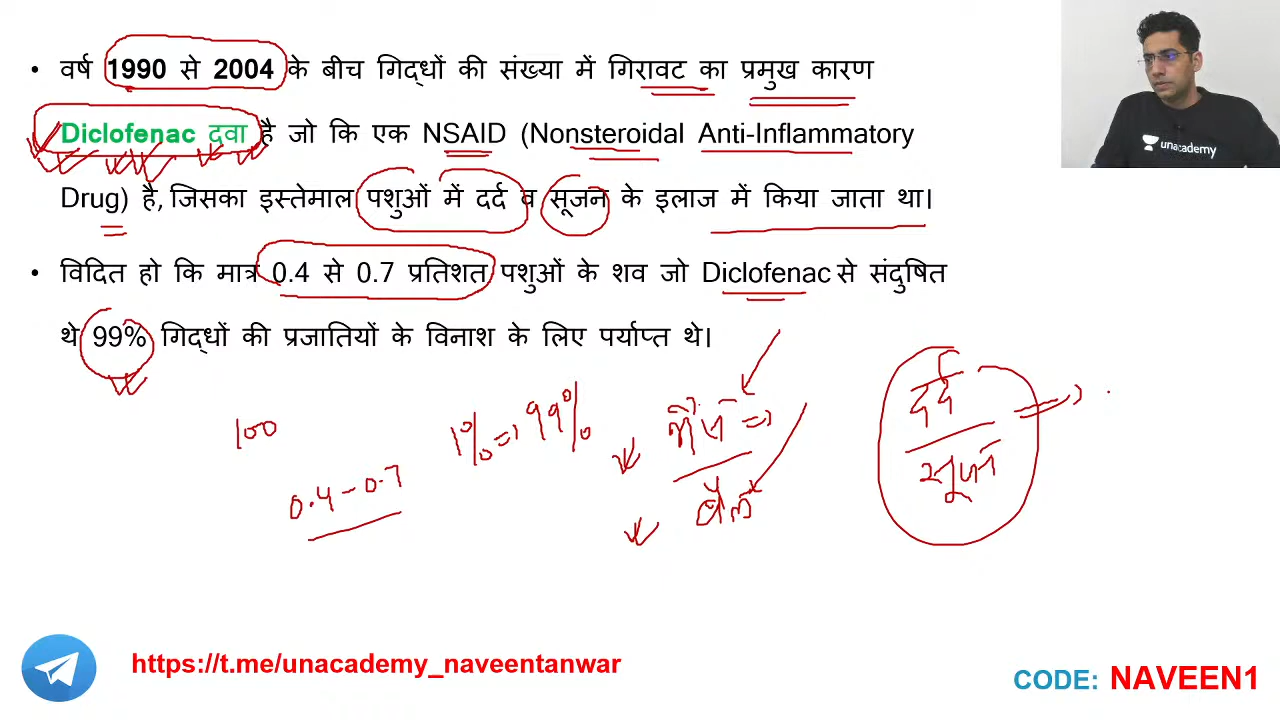 • वर्ष 1990 से 2004 के बीच गिद्धों की संख्या में गिरावट का प्रमुख कारण
Diclofenac दवा है जो कि एक NSAID (Nonsteroidal Anti-Inflammatory
Drug) है, जिसका इस्तेमाल पशुओं में दर्द व सूजन के इलाज में किया जाता था।
• विदित हो कि मात्र 0.4 से 0.7 प्रतिशत पशुओं के शव जो Diclofenac से संदुषित
थे 99% गिद्धों की प्रजातियों के विनाश के लिए पर्याप्त थे।
100
0.4 - 0.7
1% => 99%
=>
बैल
दर्द =>
सूजन
unacademy
https://t.me/unacademy_naveentanwar
CODE: NAVEEN1